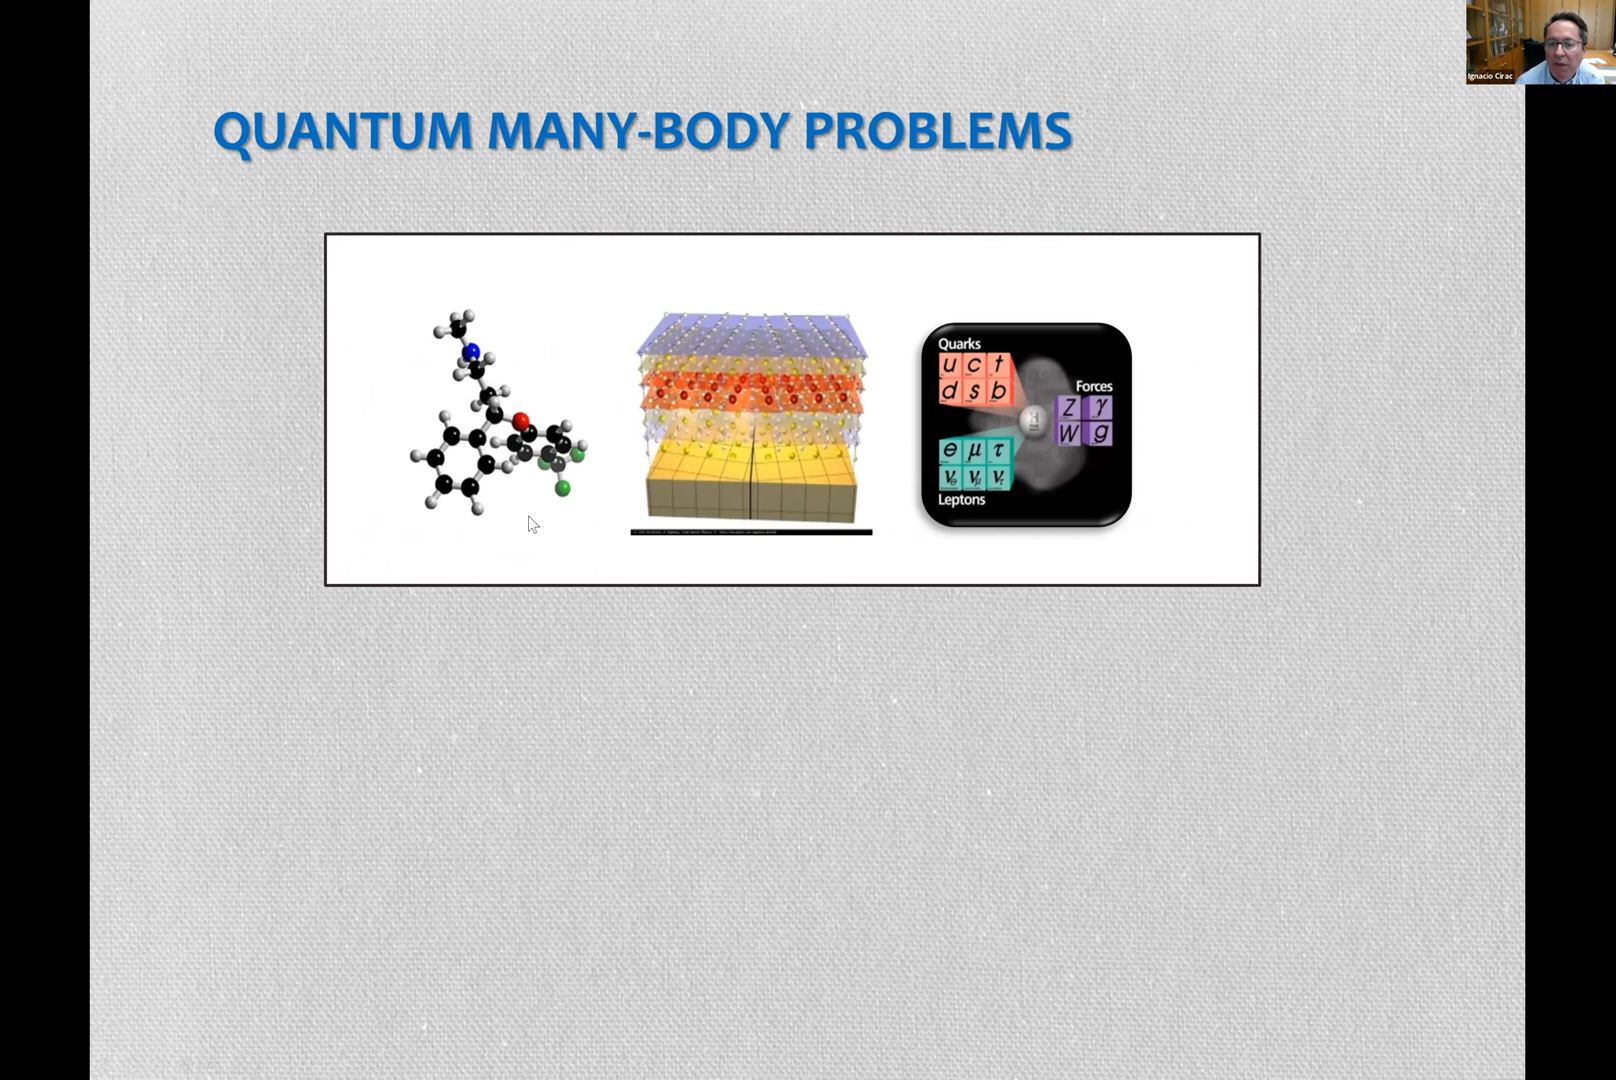 Ignacio Cirac
QUANTUM MANY-BODY PROBLEMS
Quarks
u c t
d s b
Forces
Z γ
W g
H
e μ τ
νe νμ ντ
Leptons